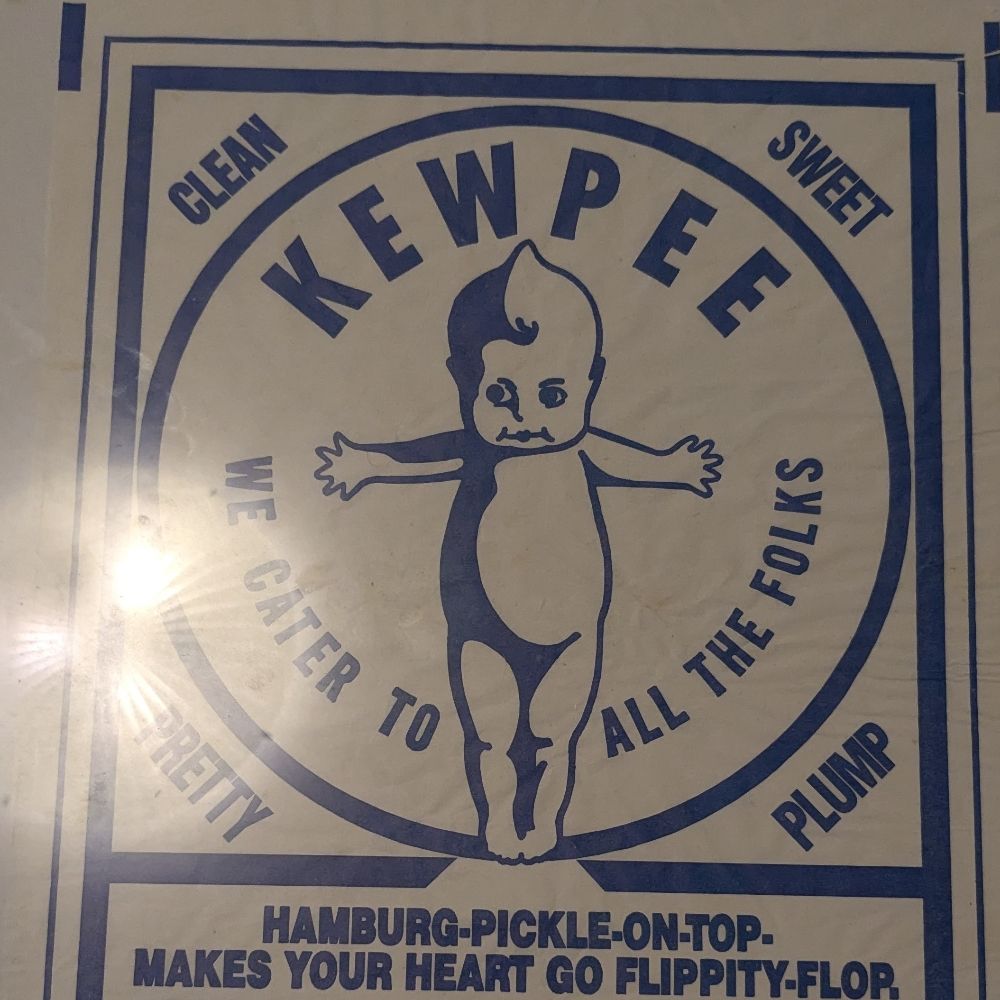 CLEAN
SWEET
KEWPEE
WE CATER TO ALL THE FOLKS
PRETTY
PLUMP
HAMBURG-PICKLE-ON-TOP-
MAKES YOUR HEART GO FLIPPITY-FLOP.